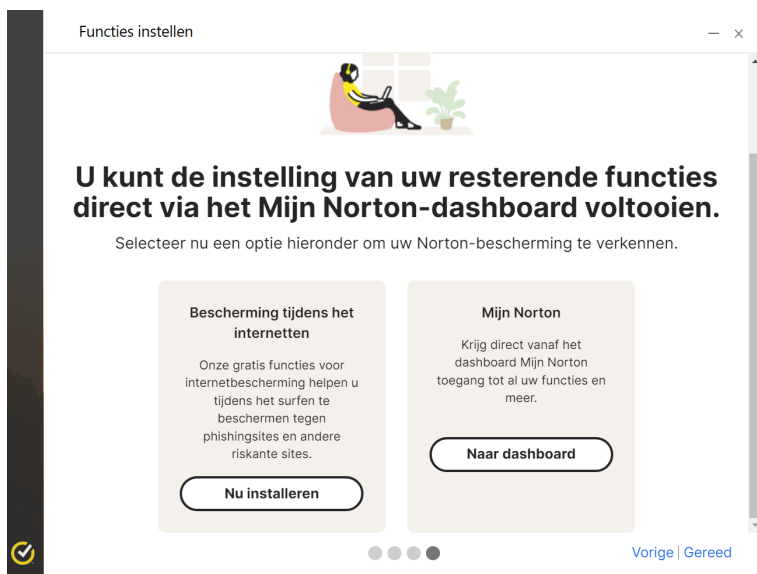 Functies instellen
U kunt de instelling van uw resterende functies
direct via het Mijn Norton-dashboard voltooien.
Selecteer nu een optie hieronder om uw Norton-bescherming te verkennen.
Bescherming tijdens het
internetten
Onze gratis functies voor
internetbescherming helpen u
tijdens het surfen te
beschermen tegen
phishingsites en andere
riskante sites.
Nu installeren
Mijn Norton
Krijg direct vanaf het
dashboard Mijn Norton
toegang tot al uw functies en
meer.
Naar dashboard
Vorige | Gereed